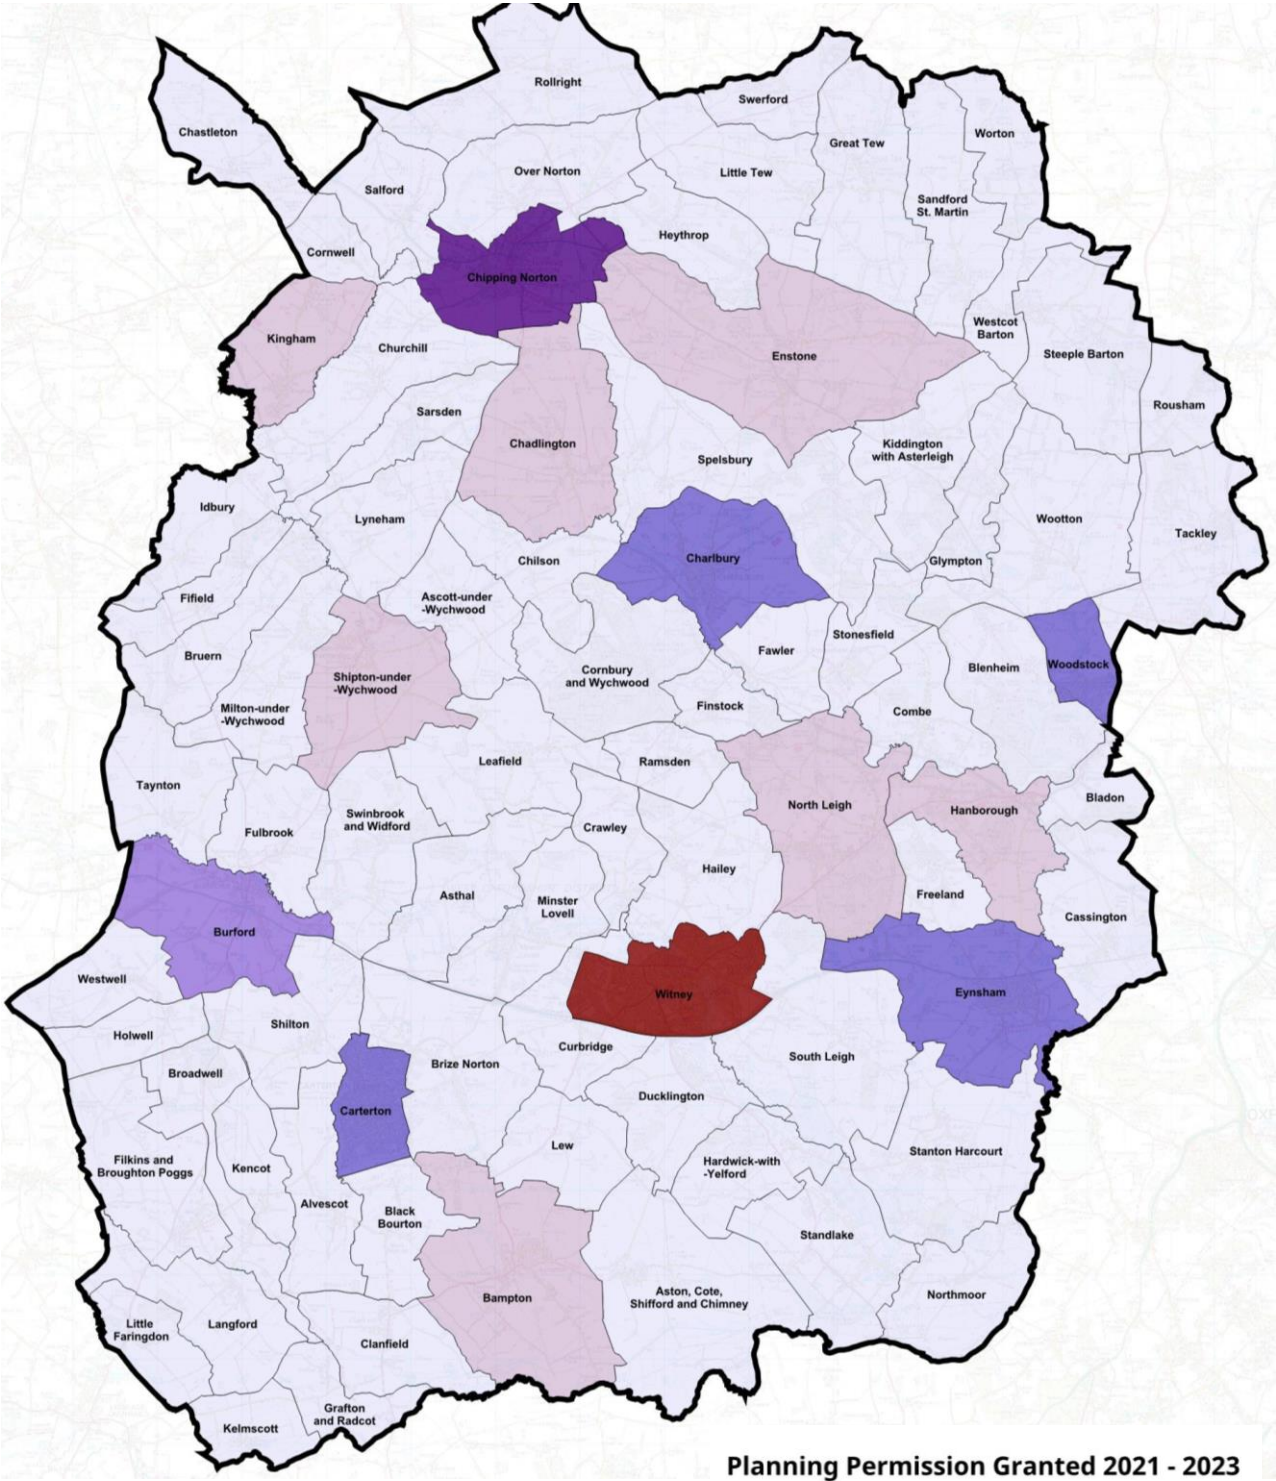 Rollright
Swerford
Chastleton
Worton
Great Tew
Over Norton
Little Tew
Salford
Sandford
St. Martin
Heythrop
Cornwell
Chipping Norton
Westcot
Barton
Kingham
Churchill
Steeple Barton
Enstone
Rousham
Sarsden
Chadlington
Kiddington
with Asterleigh
Spelsbury
Idbury
Lyneham
Wootton
Tackley
Charlbury
Chilson
Glympton
Fifield
Ascott-under
-Wychwood
Stonesfield
Fawler
Bruern
Blenheim
Woodstock
Cornbury
and Wychwood
Shipton-under
-Wychwood
Finstock
Milton-under
-Wychwood
Combe
Leafield
Ramsden
Taynton
Bladon
North Leigh
Hanborough
Swinbrook
and Widford
Fulbrook
Crawley
Hailey
Asthal
Minster
Lovell
Freeland
Cassington
Burford
Westwell
Witney
Eynsham
Shilton
Holwell
Curbridge
South Leigh
Brize Norton
Broadwell
Ducklington
Carterton
Lew
Stanton Harcourt
Filkins and
Broughton Poggs
Kencot
Hardwick-with
-Yelford
Alvescot
Black
Bourton
Standlake
Bampton
Aston, Cote,
Shifford and Chimney
Northmoor
Little
Faringdon
Langford
Clanfield
Grafton
and Radcot
Kelmscott
Planning Permission Granted 2021 - 2023